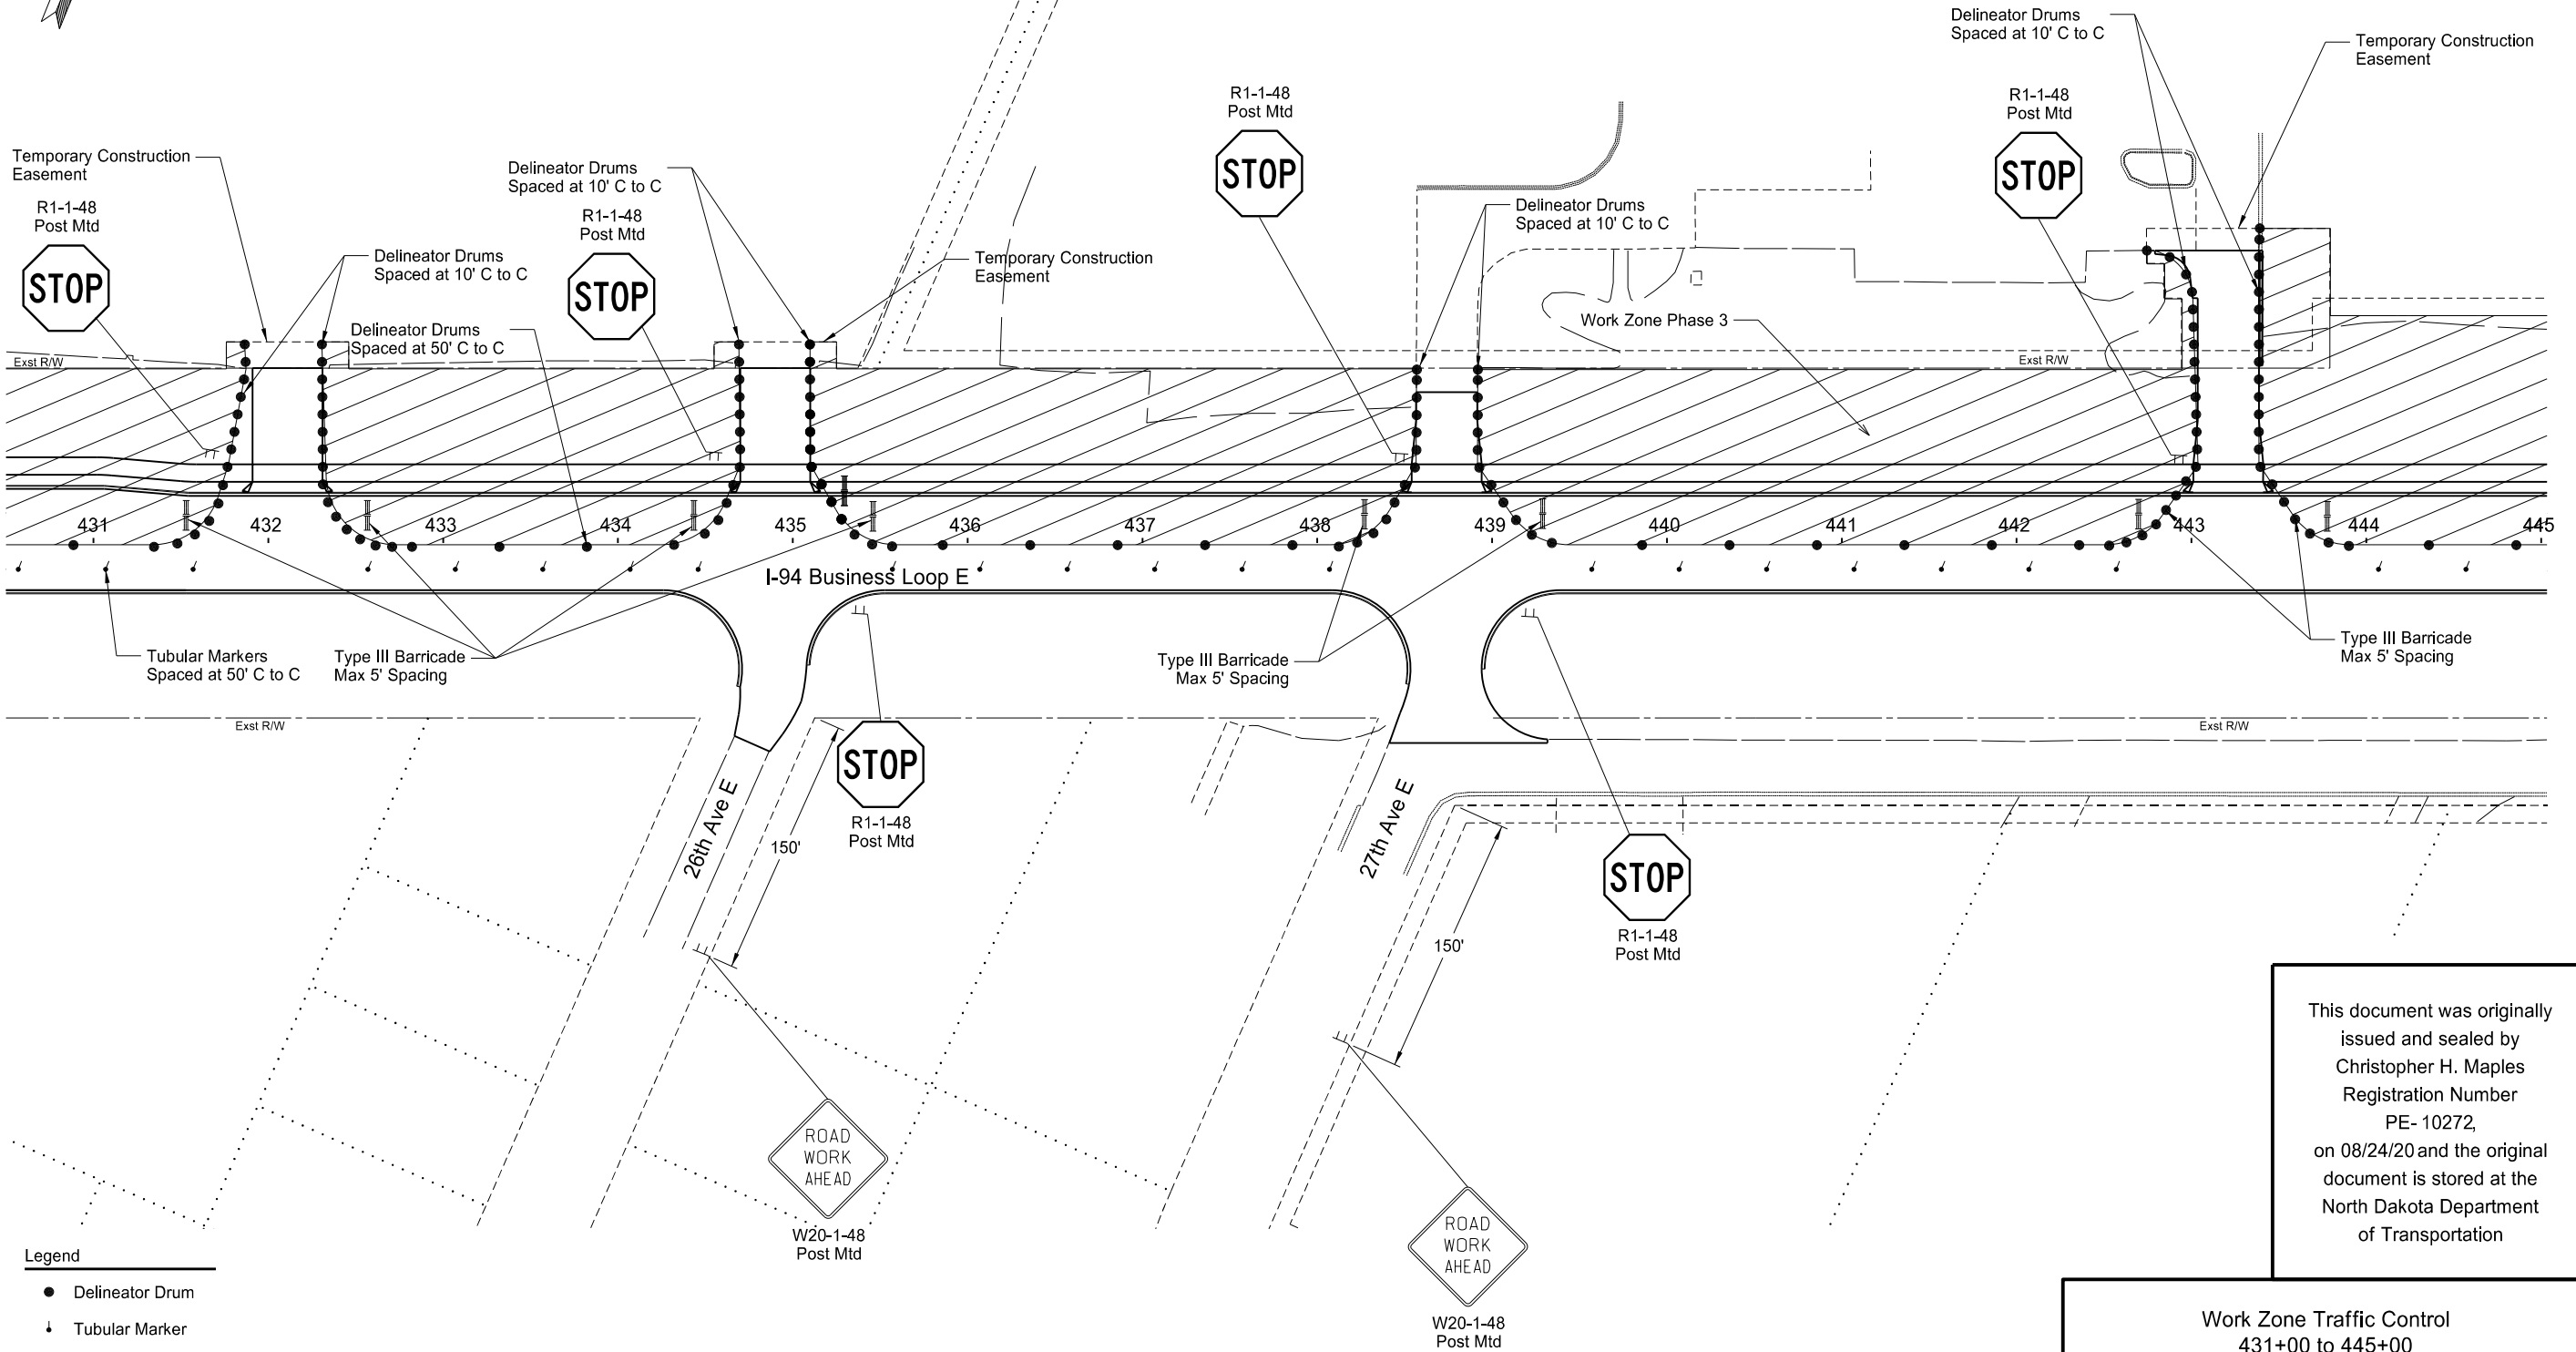 Delineator Drums
Spaced at 10' C to C
Temporary Construction
Easement
R1-1-48
Post Mtd
STOP
R1-1-48
Post Mtd
STOP
Temporary Construction
Easement
R1-1-48
Post Mtd
STOP
Delineator Drums
Spaced at 10' C to C
R1-1-48
Post Mtd
STOP
Delineator Drums
Spaced at 10' C to C
Delineator Drums
Spaced at 10' C to C
Temporary Construction
Easement
Delineator Drums
Spaced at 50' C to C
Work Zone Phase 3
Exst R/W
Exst R/W
431
432
433
434
435
436
437
438
439
440
441
442
443
444
445
I-94 Business Loop E
Tubular Markers
Spaced at 50' C to C
Type III Barricade
Max 5' Spacing
Type III Barricade
Max 5' Spacing
Type III Barricade
Max 5' Spacing
Exst R/W
Exst R/W
STOP
R1-1-48
Post Mtd
26th Ave E
150'
27th Ave E
150'
STOP
R1-1-48
Post Mtd
ROAD
WORK
AHEAD
W20-1-48
Post Mtd
ROAD
WORK
AHEAD
W20-1-48
Post Mtd
This document was originally
issued and sealed by
Christopher H. Maples
Registration Number
PE- 10272,
on 08/24/20 and the original
document is stored at the
North Dakota Department
of Transportation
Legend
Delineator Drum
Tubular Marker
Work Zone Traffic Control
431+00 to 445+00